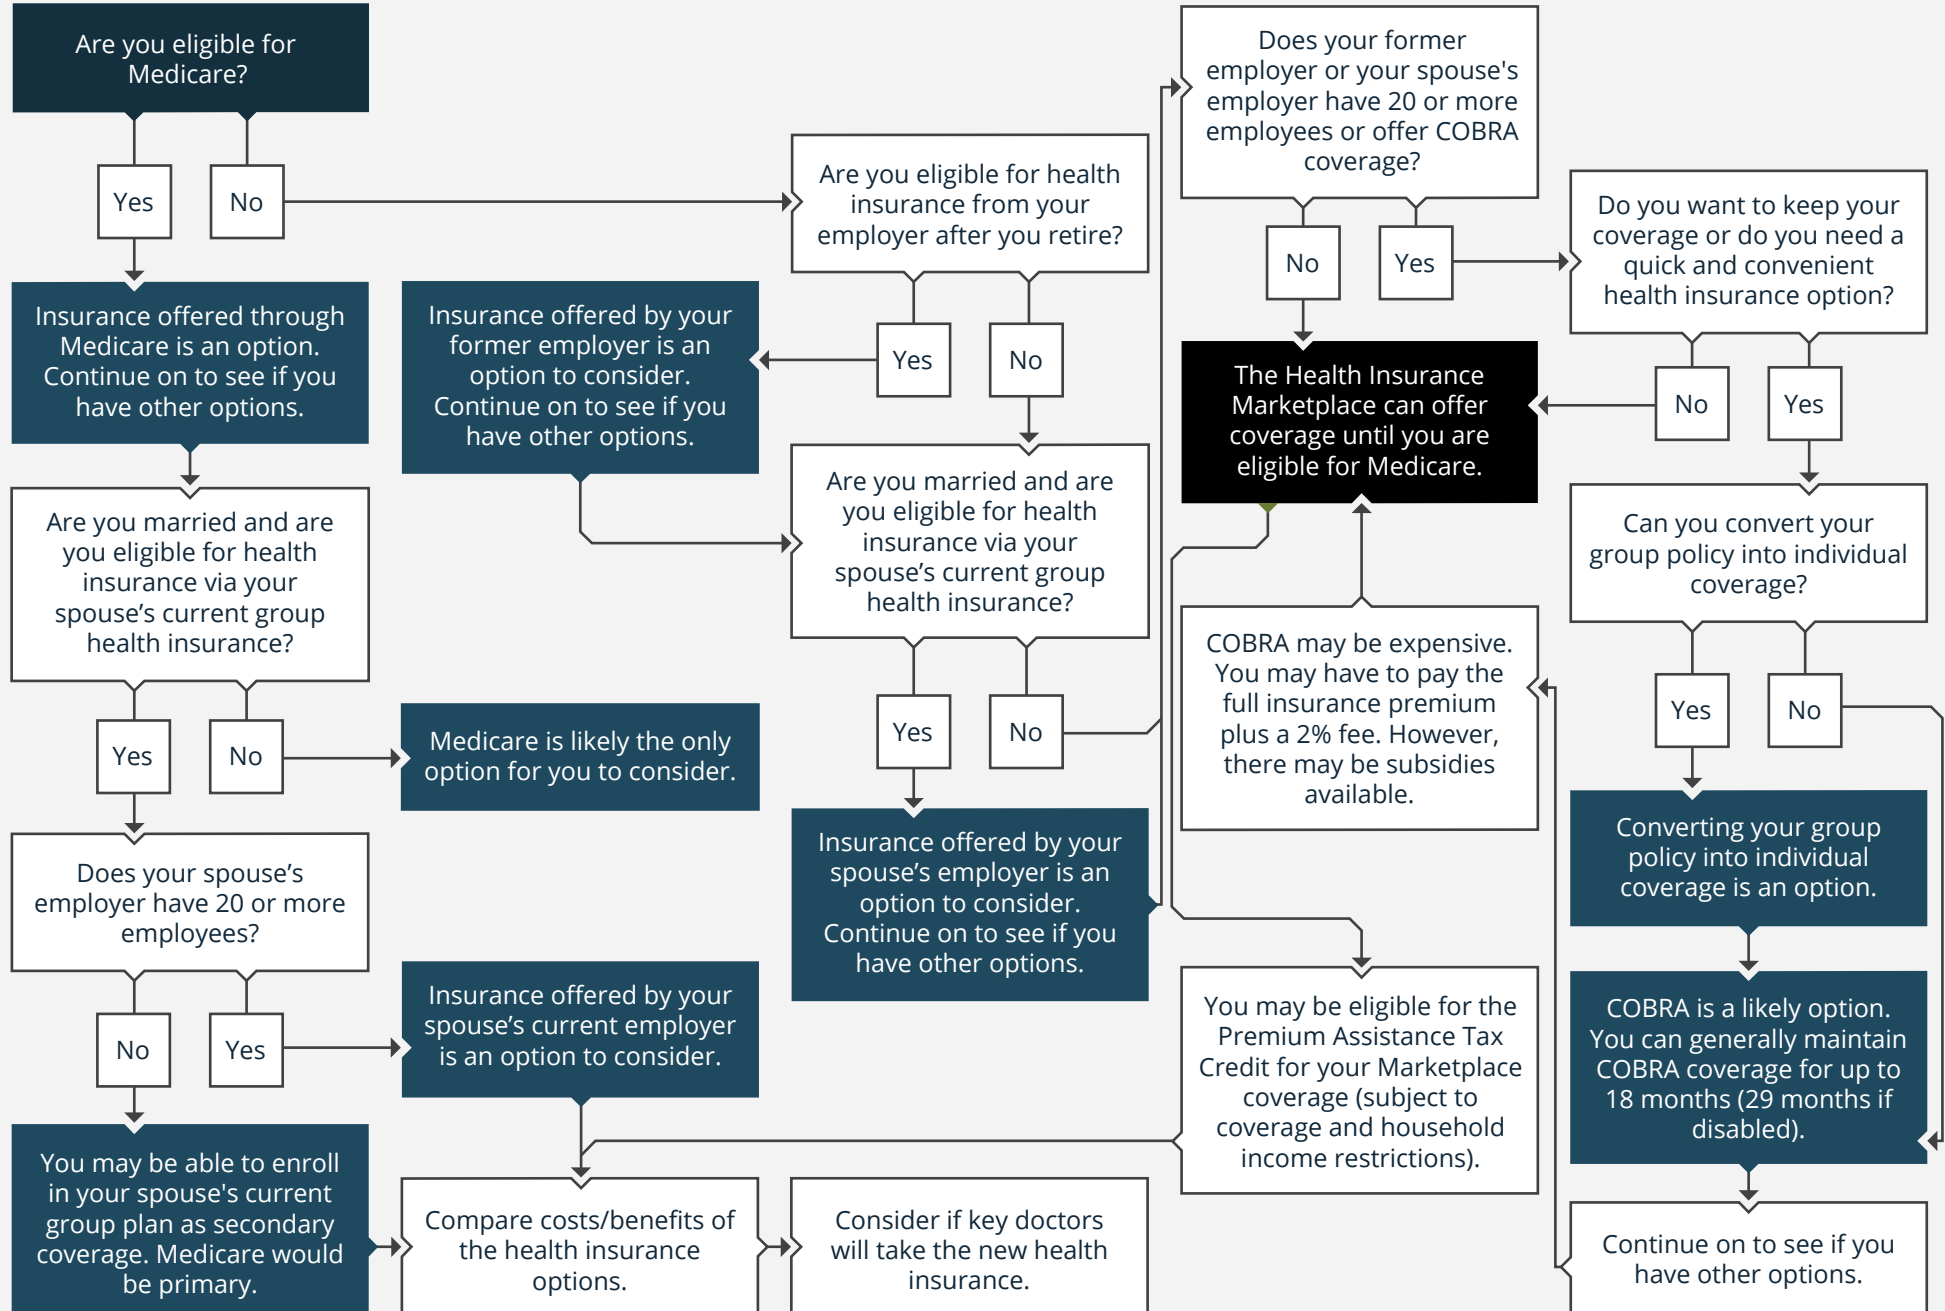 Are you eligible for
Medicare?
Yes
No
Insurance offered through
Medicare is an option.
Continue on to see if you
have other options.
Are you married and are
you eligible for health
insurance via your
spouse’s current group
health insurance?
Yes
No
Medicare is likely the only
option for you to consider.
Does your spouse’s
employer have 20 or more
employees?
No
Yes
Insurance offered by your
spouse’s current employer
is an option to consider.
You may be able to enroll
in your spouse's current
group plan as secondary
coverage. Medicare would
be primary.
Compare costs/benefits of
the health insurance
options.
Consider if key doctors
will take the new health
insurance.
Are you eligible for health
insurance from your
employer after you retire?
Yes
No
Insurance offered by your
former employer is an
option to consider.
Continue on to see if you
have other options.
Are you married and are
you eligible for health
insurance via your
spouse’s current group
health insurance?
Yes
No
Insurance offered by your
spouse’s employer is an
option to consider.
Continue on to see if you
have other options.
Does your former
employer or your spouse's
employer have 20 or more
employees or offer COBRA
coverage?
No
Yes
The Health Insurance
Marketplace can offer
coverage until you are
eligible for Medicare.
COBRA may be expensive.
You may have to pay the
full insurance premium
plus a 2% fee. However,
there may be subsidies
available.
You may be eligible for the
Premium Assistance Tax
Credit for your Marketplace
coverage (subject to
coverage and household
income restrictions).
Do you want to keep your
coverage or do you need a
quick and convenient
health insurance option?
No
Yes
Can you convert your
group policy into individual
coverage?
Yes
No
Converting your group
policy into individual
coverage is an option.
COBRA is a likely option.
You can generally maintain
COBRA coverage for up to
18 months (29 months if
disabled).
Continue on to see if you
have other options.